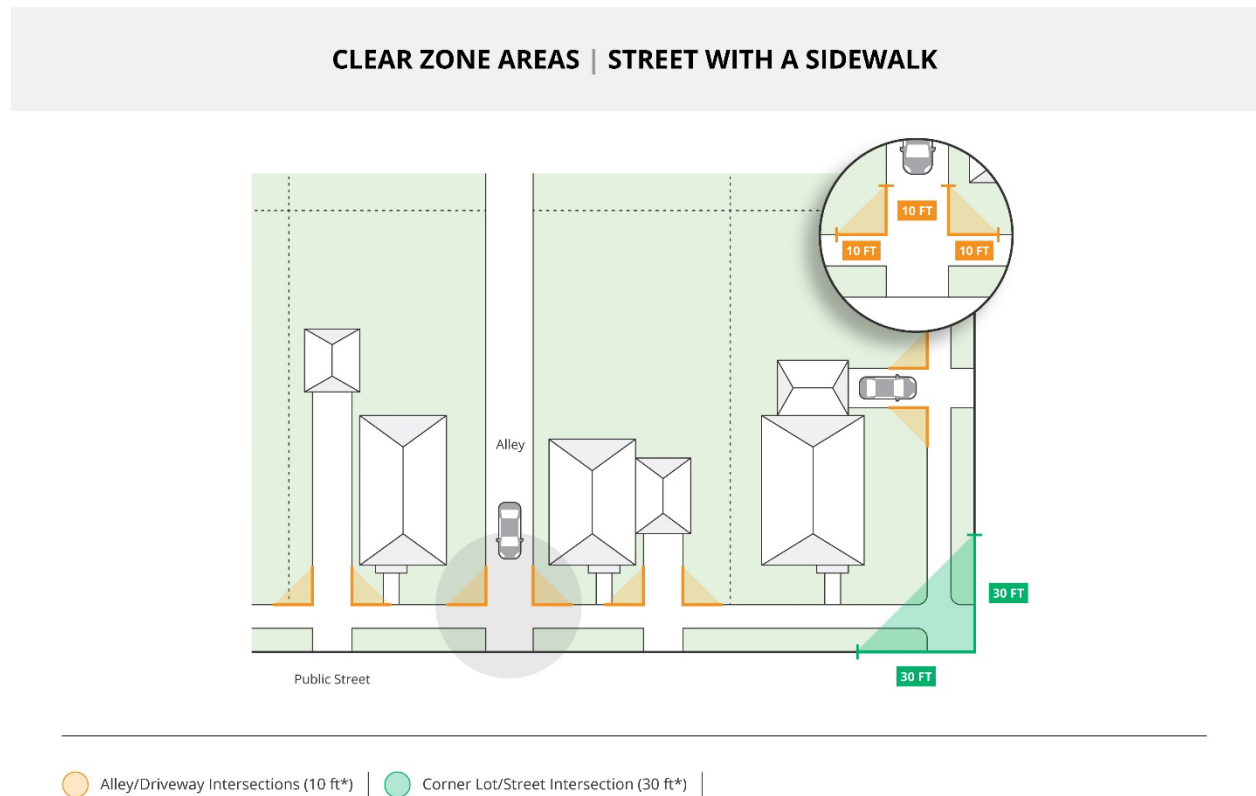 CLEAR ZONE AREAS | STREET WITH A SIDEWALK
10 FT
10 FT
10 FT
Alley
30 FT
Public Street
30 FT
Alley/Driveway Intersections (10 ft*) | Corner Lot/Street Intersection (30 ft*) |